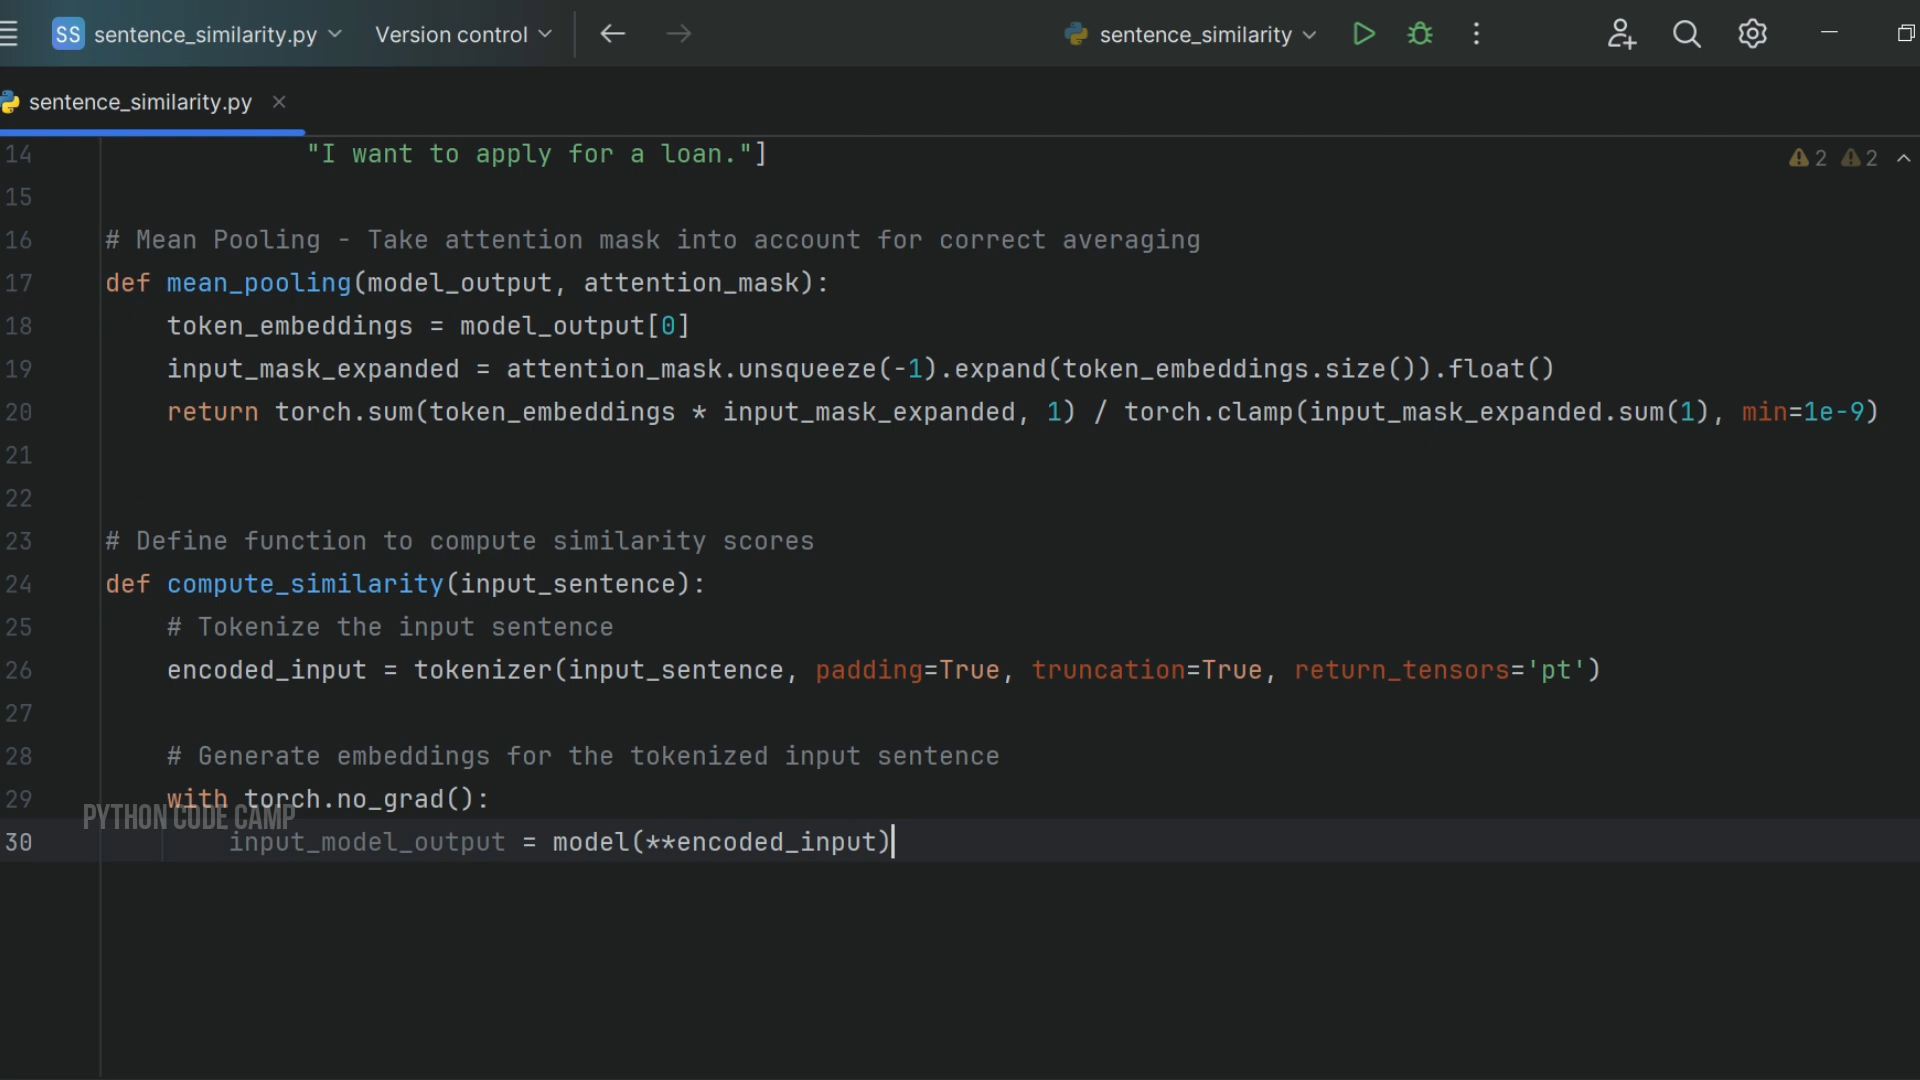 SS sentence_similarity.py Version control sentence_similarity
sentence_similarity.py
14 "I want to apply for a loan."] 2 2
15
16 # Mean Pooling - Take attention mask into account for correct averaging
17 def mean_pooling(model_output, attention_mask):
18 token_embeddings = model_output[0]
19 input_mask_expanded = attention_mask.unsqueeze(-1).expand(token_embeddings.size()).float()
20 return torch.sum(token_embeddings * input_mask_expanded, 1) / torch.clamp(input_mask_expanded.sum(1), min=1e-9)
21
22
23 # Define function to compute similarity scores
24 def compute_similarity(input_sentence):
25 # Tokenize the input sentence
26 encoded_input = tokenizer(input_sentence, padding=True, truncation=True, return_tensors='pt')
27
28 # Generate embeddings for the tokenized input sentence
29 with torch.no_grad():
PYTHON CODE CAMP
30 input_model_output = model(**encoded_input)